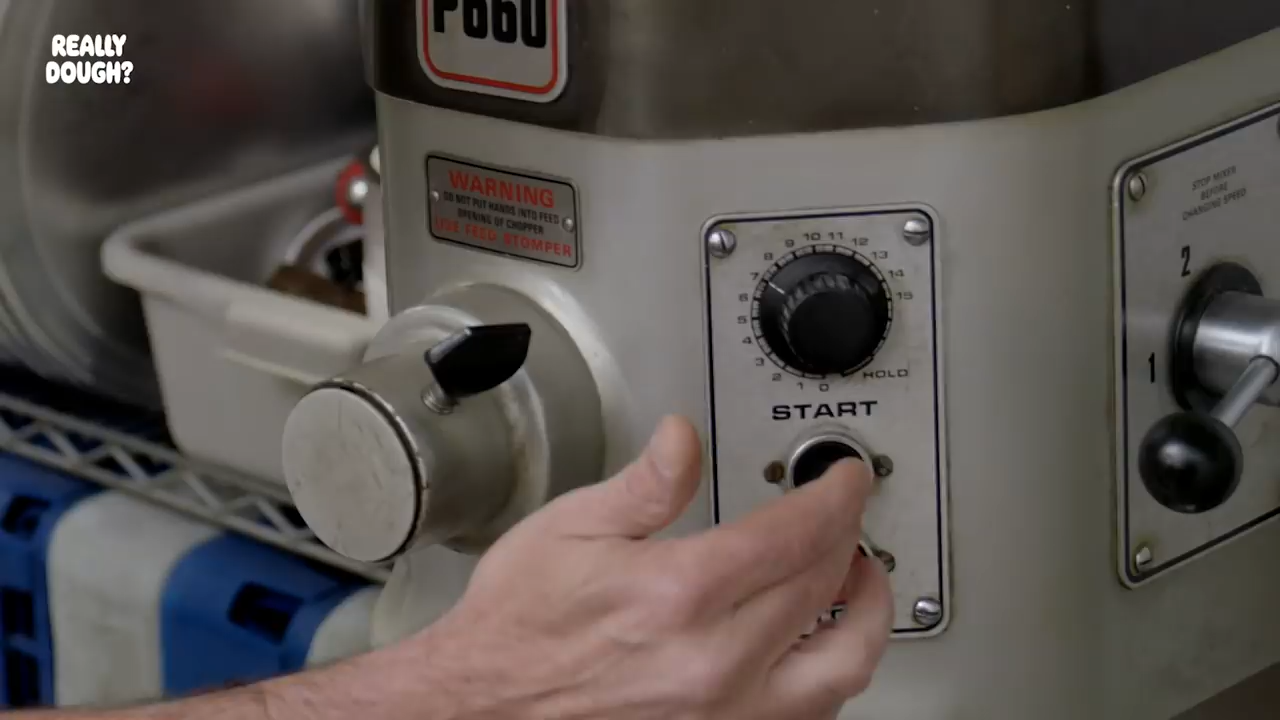 REALLY
DOUGH?
P660
WARNING
DO NOT PUT HANDS INTO FEED
OPENING OF CHOPPER
USE FEED STOMPER
STOP MIXER
BEFORE
CHANGING SPEED
2
1
0 1 2 3 4 5 6 7 8 9 10 11 12 13 14 15
HOLD
START